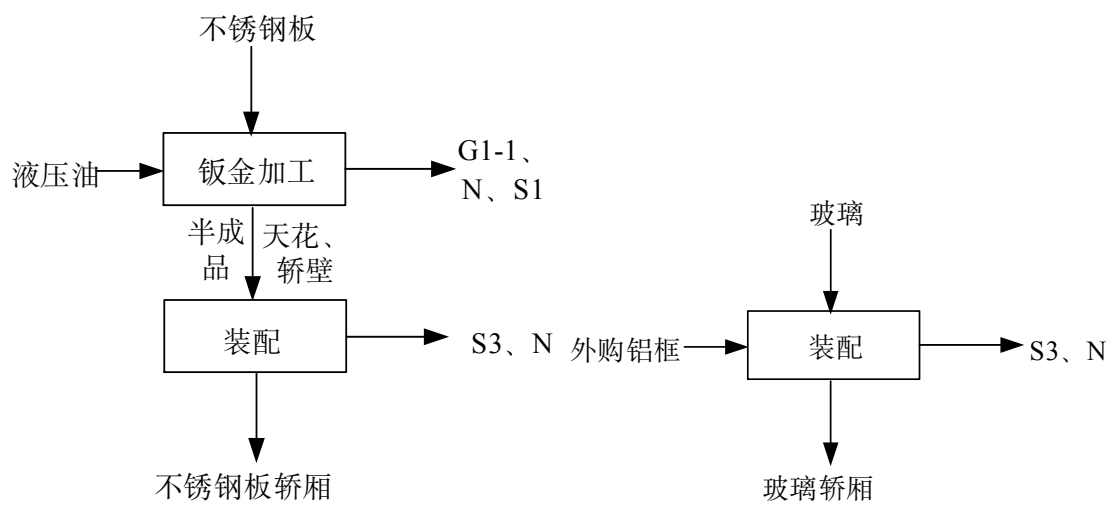 不锈钢板
液压油
钣金加工
G1-1、
N、S1
半成
品
天花、
轿壁
装配
S3、N
不锈钢板轿厢
玻璃
外购铝框
装配
S3、N
玻璃轿厢